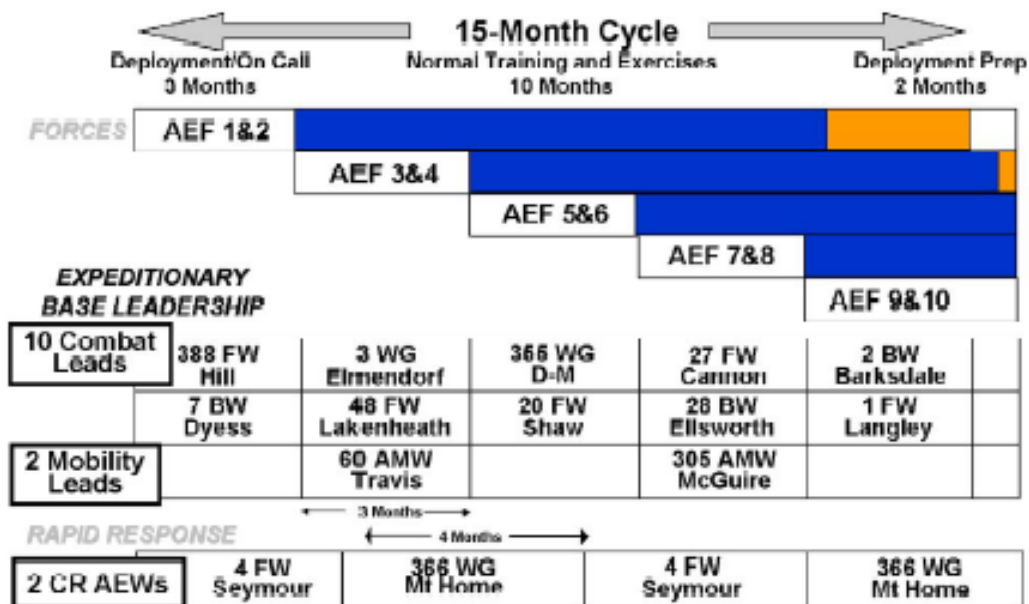 15-Month Cycle
Deployment/On Call
Normal Training and Exercises
Deployment Prep
3 Months
10 Months
2 Months
FORCES
AEF 1&2
AEF 3&4
AEF 5&6
AEF 7&8
AEF 9&10
EXPEDITIONARY
BASE LEADERSHIP
10 Combat
Leads
388 FW
Hill
3 WG
Elmendorf
355 WG
D-M
27 FW
Cannon
2 BW
Barksdale
7 BW
Dyess
48 FW
Lakenheath
20 FW
Shaw
28 BW
Ellsworth
1 FW
Langley
2 Mobility
Leads
60 AMW
Travis
305 AMW
McGuire
3 Months
4 Months
RAPID RESPONSE
2 CR AEWs
4 FW
Seymour
366 WG
Mt Home
4 FW
Seymour
366 WG
Mt Home